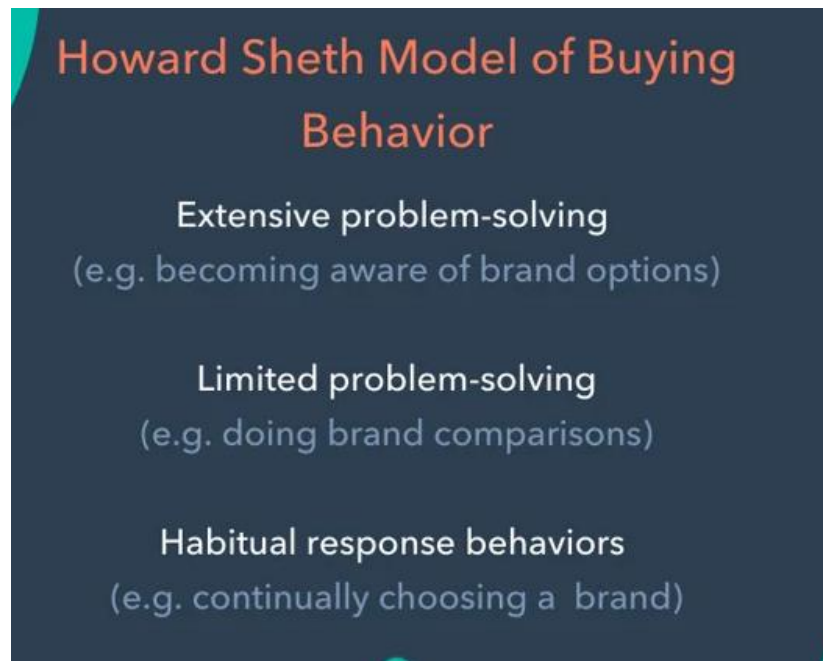 Howard Sheth Model of Buying
Behavior
Extensive problem-solving
(e.g. becoming aware of brand options)
Limited problem-solving
(e.g. doing brand comparisons)
Habitual response behaviors
(e.g. continually choosing a brand)